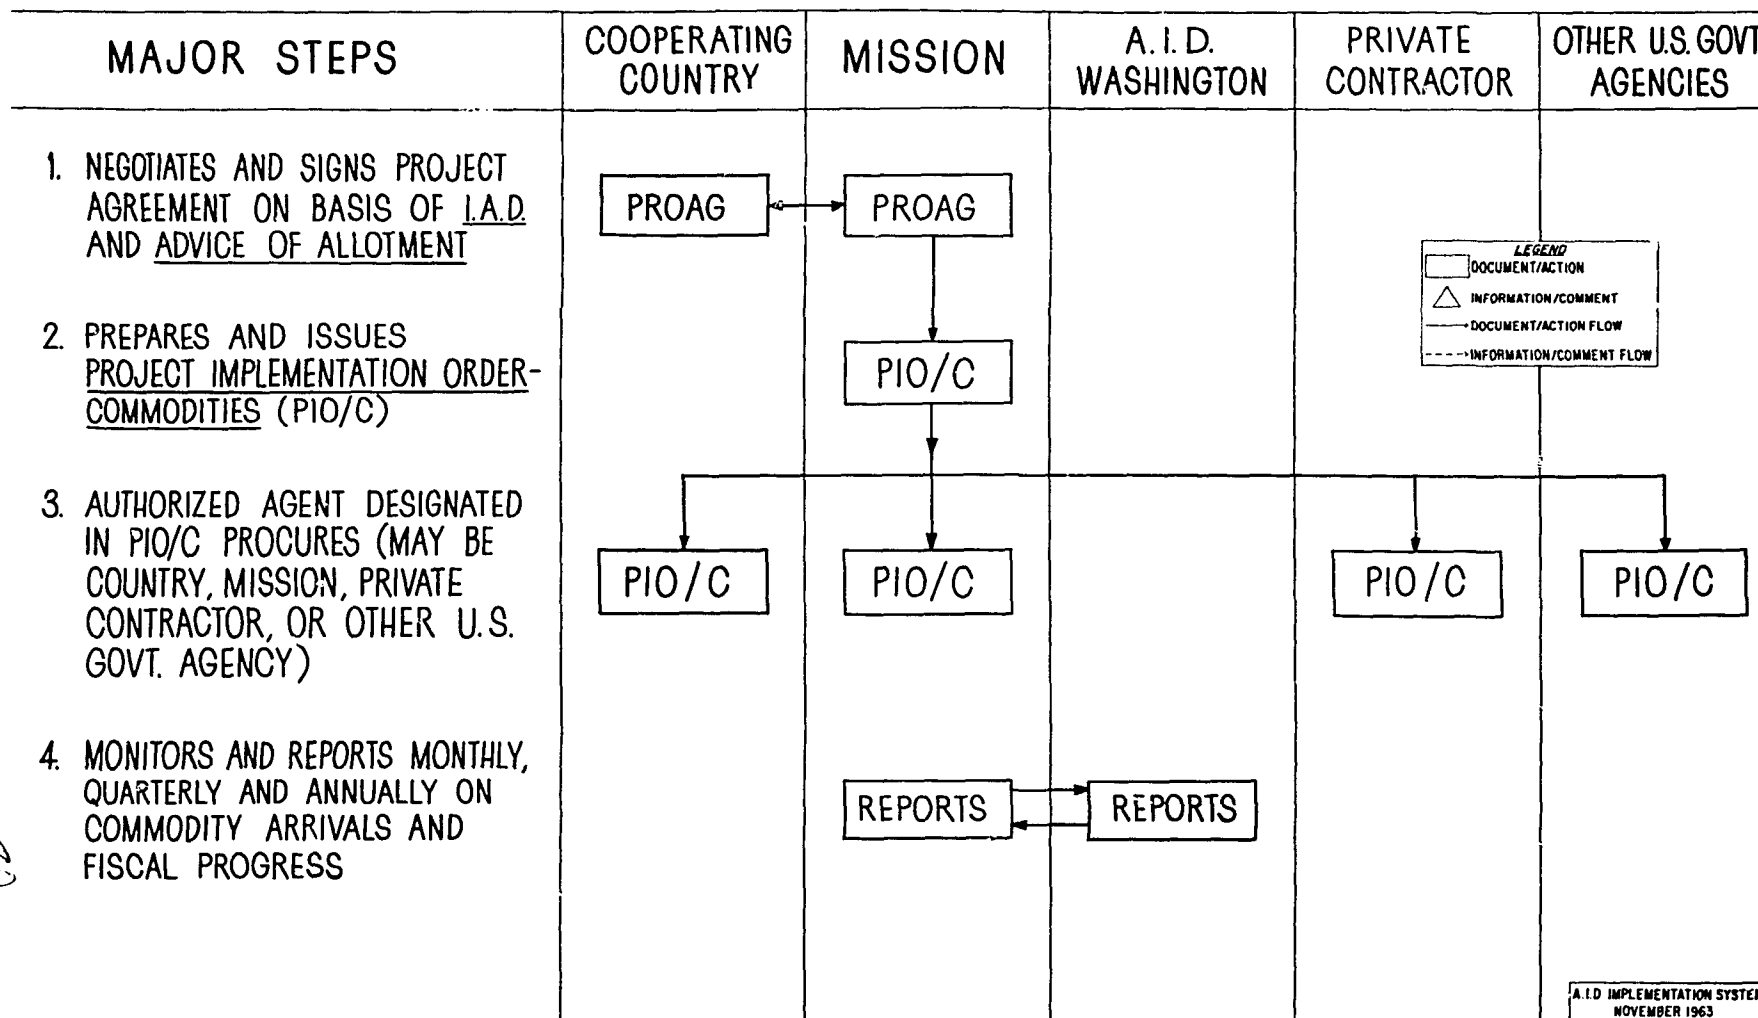 MAJOR STEPS
COOPERATING
COUNTRY
MISSION
A.I.D.
WASHINGTON
PRIVATE
CONTRACTOR
OTHER U.S. GOVT
AGENCIES
1. NEGOTIATES AND SIGNS PROJECT
AGREEMENT ON BASIS OF I.A.D.
AND ADVICE OF ALLOTMENT
PROAG
PROAG
LEGEND
DOCUMENT/ACTION
INFORMATION/COMMENT
DOCUMENT/ACTION FLOW
INFORMATION/COMMENT FLOW
2. PREPARES AND ISSUES
PROJECT IMPLEMENTATION ORDER-
COMMODITIES (PIO/C)
PIO/C
3. AUTHORIZED AGENT DESIGNATED
IN PIO/C PROCURES (MAY BE
COUNTRY, MISSION, PRIVATE
CONTRACTOR, OR OTHER U.S.
GOVT. AGENCY)
PIO/C
PIO/C
PIO/C
PIO/C
4. MONITORS AND REPORTS MONTHLY,
QUARTERLY AND ANNUALLY ON
COMMODITY ARRIVALS AND
FISCAL PROGRESS
REPORTS
REPORTS
A.I.D IMPLEMENTATION SYSTEM
NOVEMBER 1963